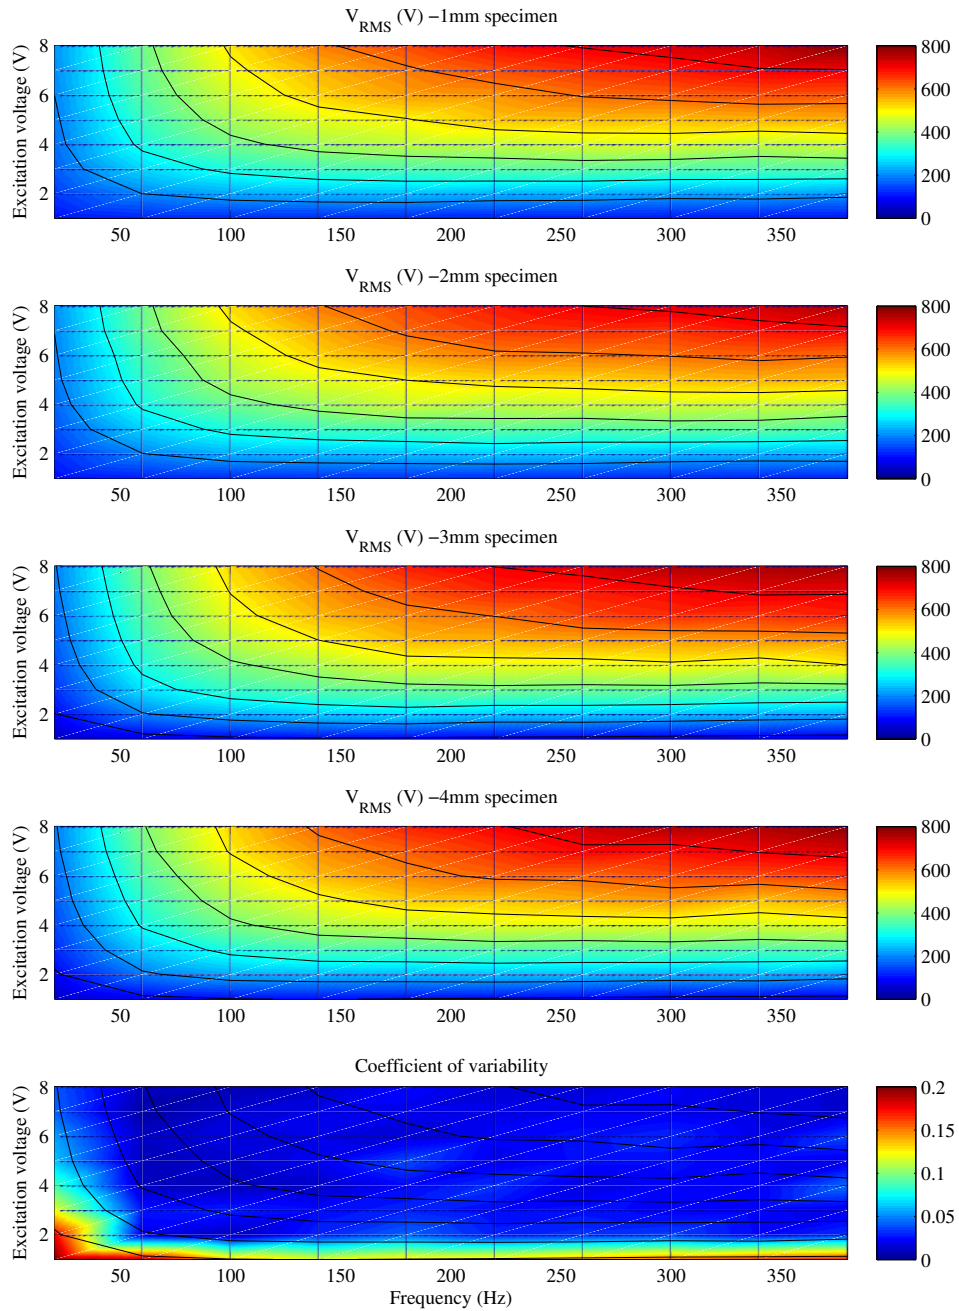 V_RMS (V) −1mm specimen
Excitation voltage (V)
8
6
4
2
50 100 150 200 250 300 350
800
600
400
200
0
V_RMS (V) −2mm specimen
Excitation voltage (V)
8
6
4
2
50 100 150 200 250 300 350
800
600
400
200
0
V_RMS (V) −3mm specimen
Excitation voltage (V)
8
6
4
2
50 100 150 200 250 300 350
800
600
400
200
0
V_RMS (V) −4mm specimen
Excitation voltage (V)
8
6
4
2
50 100 150 200 250 300 350
800
600
400
200
0
Coefficient of variability
Excitation voltage (V)
8
6
4
2
50 100 150 200 250 300 350
Frequency (Hz)
0.2
0.15
0.1
0.05
0